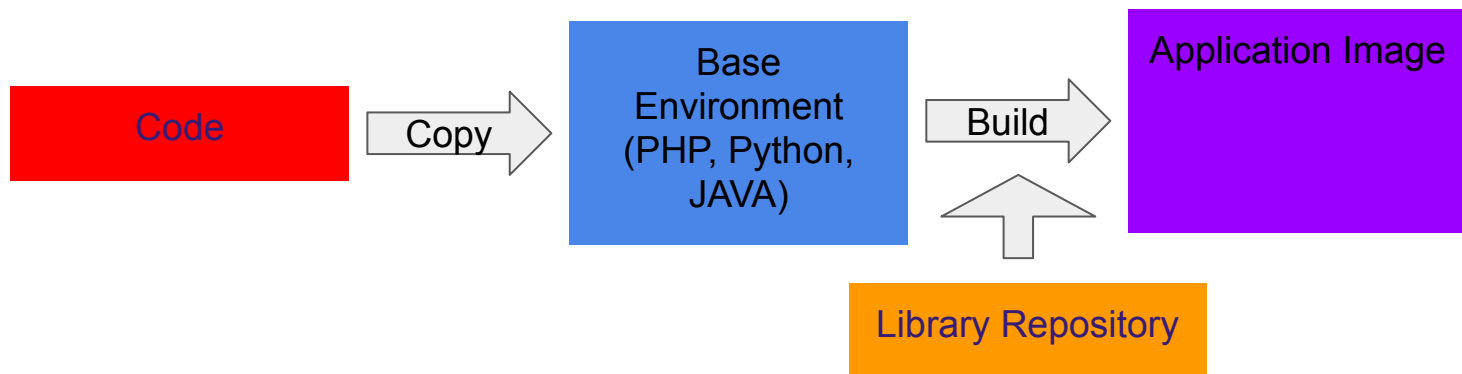 Code
Copy
Base
Environment
(PHP, Python,
JAVA)
Build
Application Image
Library Repository